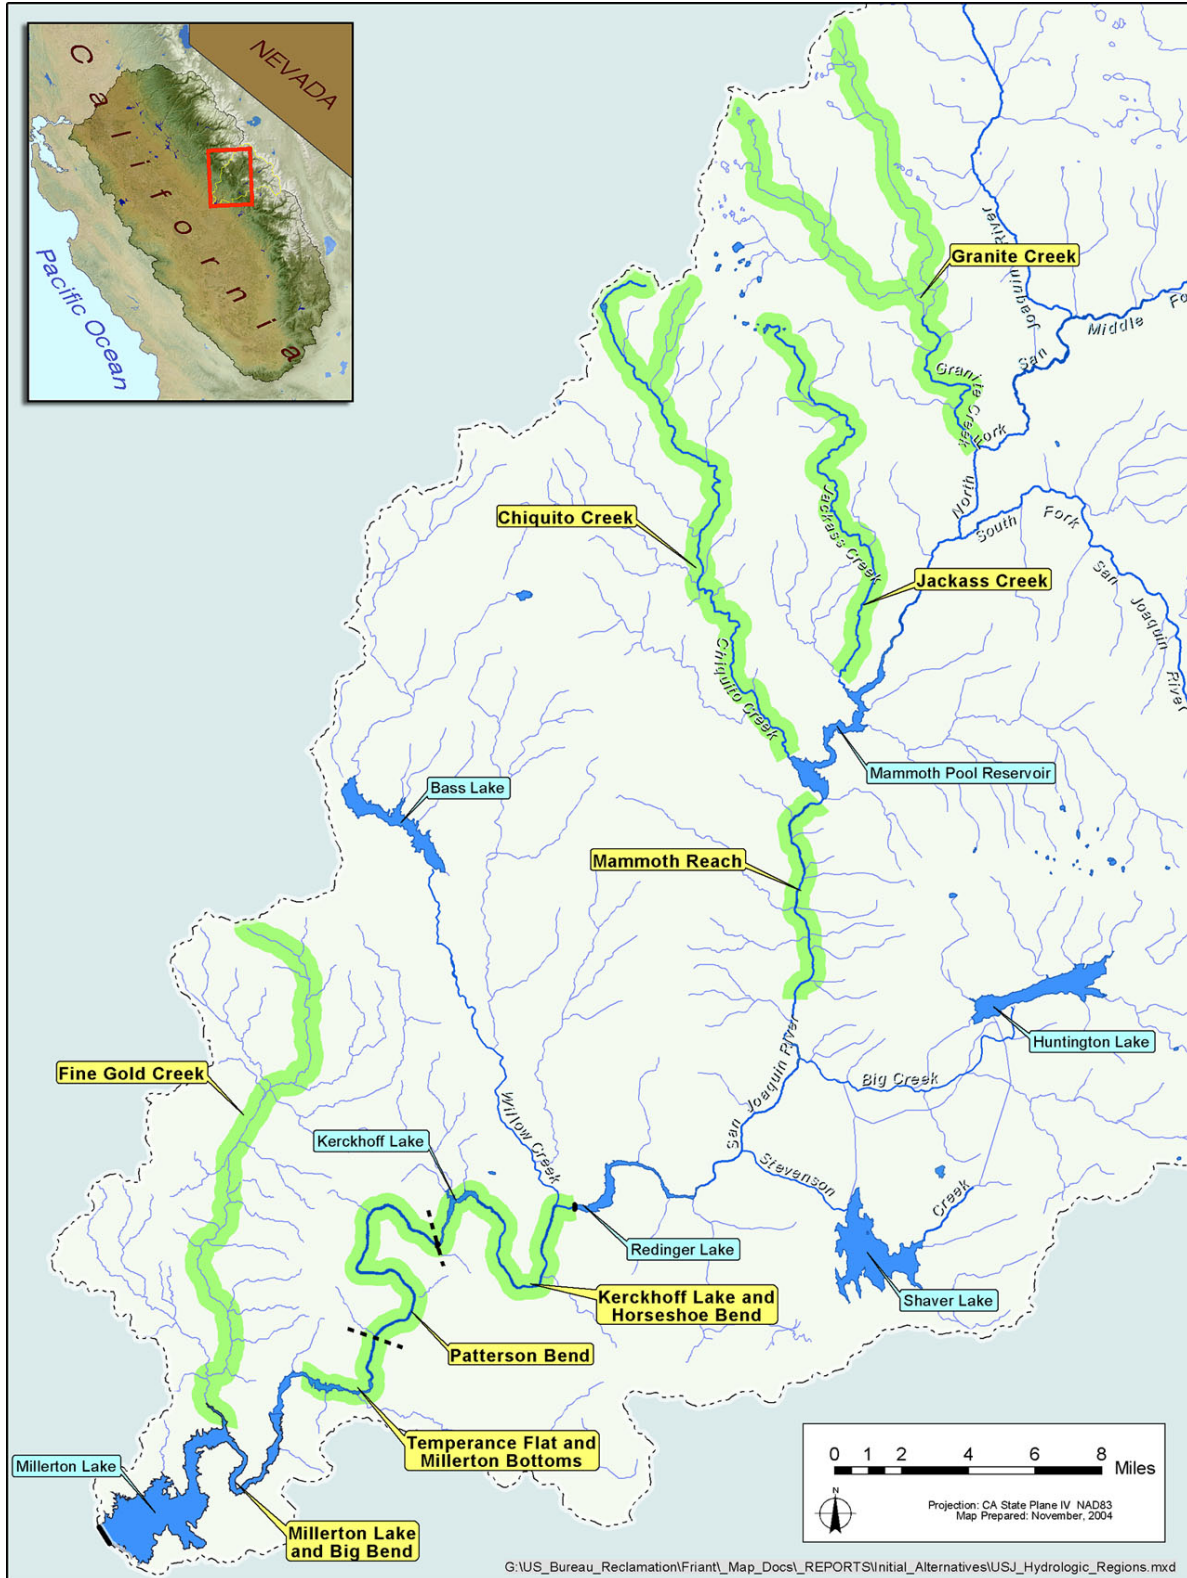 NEVADA
California
Pacific Ocean
Granite Creek
San
Joaquin
River
Middle Fo
Granite Creek
Fork
North
South Fork
San Joaquin River
Chiquito Creek
Jackass Creek
Jackass Creek
Chiquito Creek
Mammoth Pool Reservoir
Bass Lake
Mammoth Reach
Huntington Lake
San Joaquin River
Big Creek
Fine Gold Creek
Willow Creek
Kerckhoff Lake
Stevenson
Creek
Redinger Lake
Kerckhoff Lake and
Horseshoe Bend
Shaver Lake
Patterson Bend
Temperance Flat and
Millerton Bottoms
Millerton Lake
Millerton Lake
and Big Bend
0 1 2 4 6 8
Miles
N
Projection: CA State Plane IV NAD83
Map Prepared: November, 2004
G:\US_Bureau_Reclamation\Friant\_Map_Docs\_REPORTS\Initial_Alternatives\USJ_Hydrologic_Regions.mxd